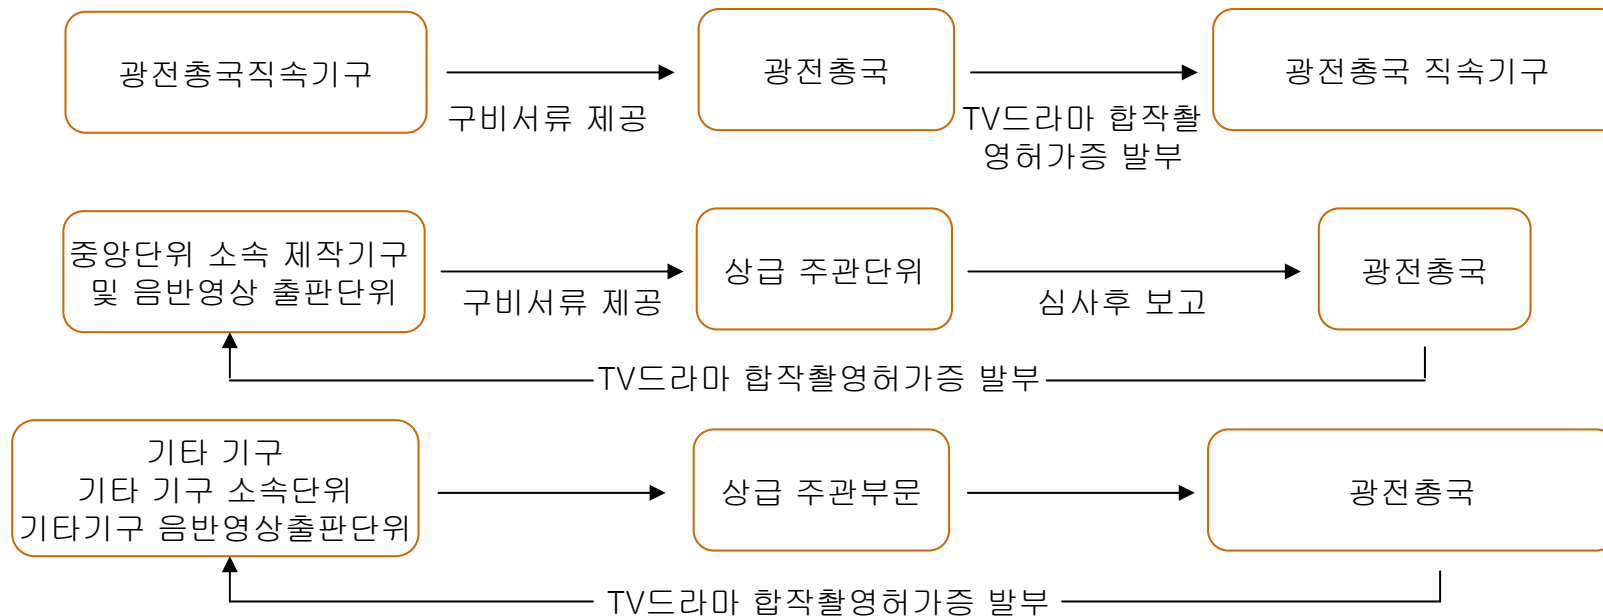 광전총국직속기구
구비서류 제공
광전총국
TV드라마 합작촬
영허가증 발부
광전총국 직속기구
중앙단위 소속 제작기구
및 음반영상 출판단위
구비서류 제공
상급 주관단위
심사후 보고
광전총국
TV드라마 합작촬영허가증 발부
기타 기구
기타 기구 소속단위
기타기구 음반영상출판단위
상급 주관부문
광전총국
TV드라마 합작촬영허가증 발부